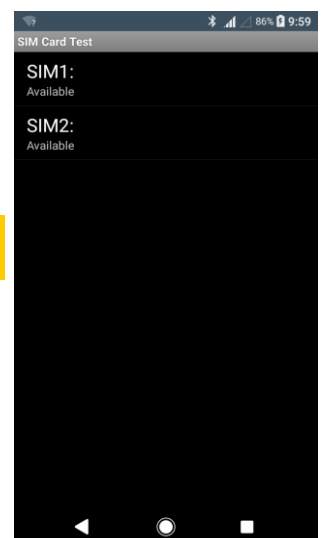 86% 9:59
SIM Card Test
SIM1:
Available
SIM2:
Available